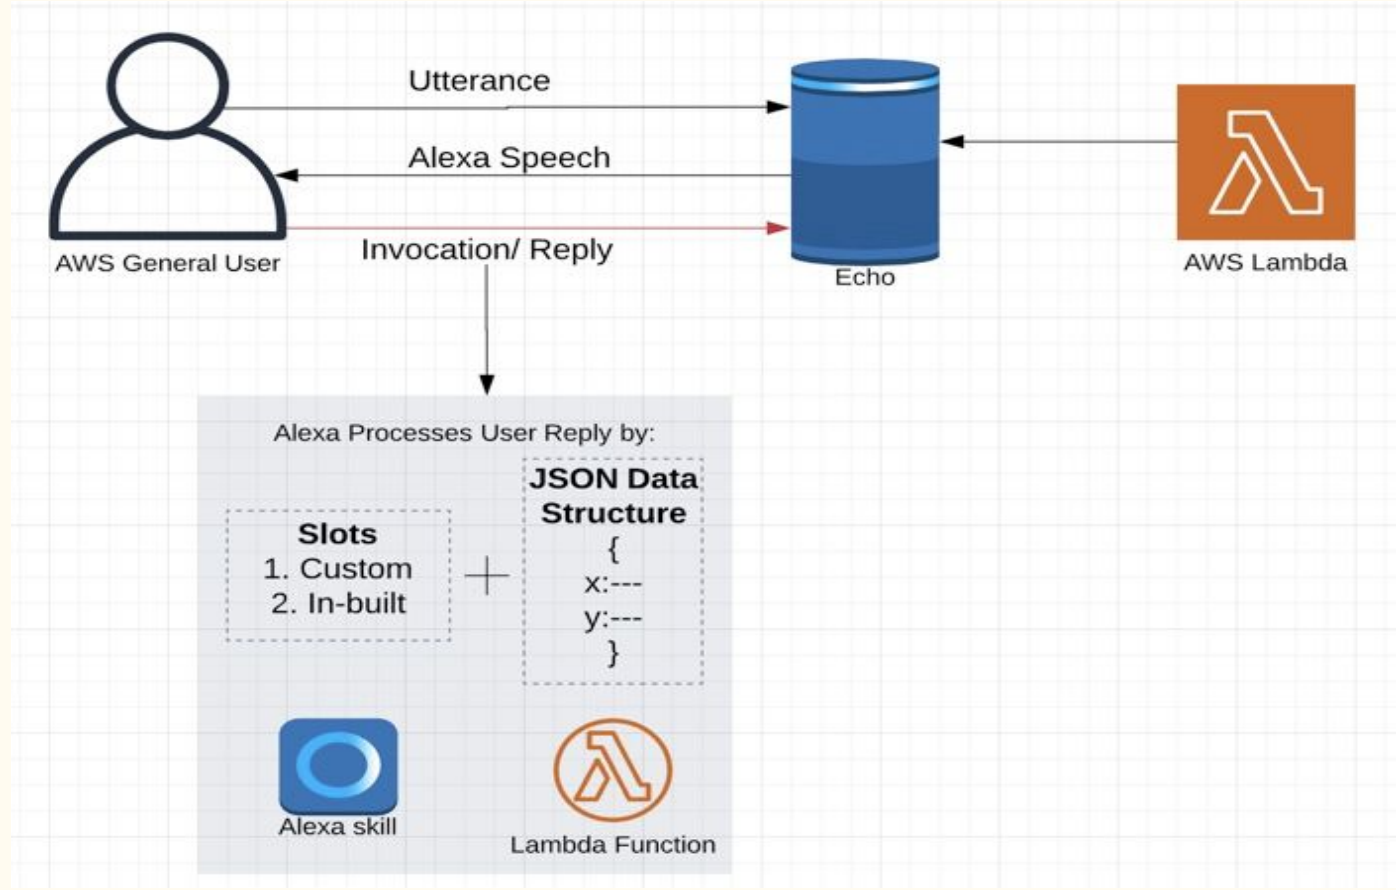 Utterance
Alexa Speech
Invocation/ Reply
AWS General User
Echo
AWS Lambda
Alexa Processes User Reply by:
Slots
1. Custom
2. In-built
JSON Data
Structure
{
x:---
y:---
}
Alexa skill
Lambda Function